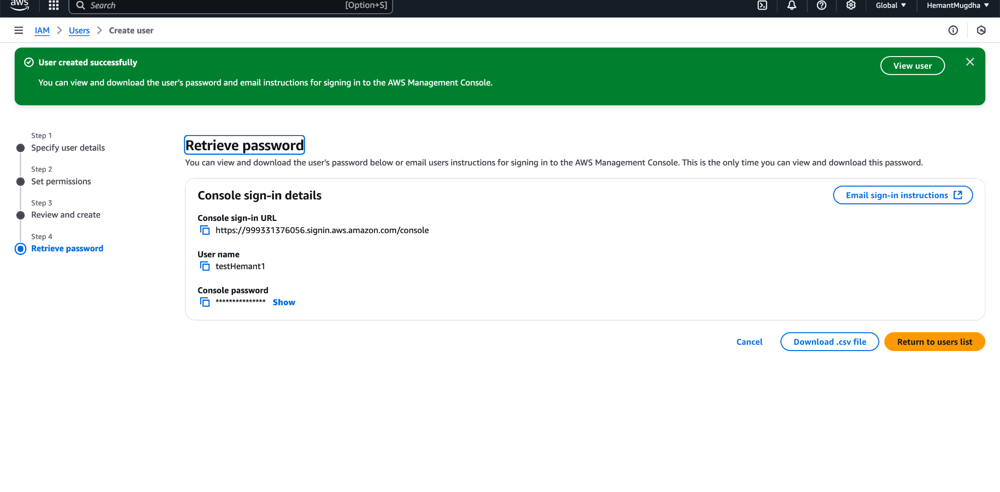 aws
Search [Option+S] Global HemantMugdha
IAM Users Create user
User created successfully
View user
You can view and download the user’s password and email instructions for signing in to the AWS Management Console.
Step 1
Specify user details
Step 2
Set permissions
Step 3
Review and create
Step 4
Retrieve password
Retrieve password
You can view and download the user's password below or email users instructions for signing in to the AWS Management Console. This is the only time you can view and download this password.
Console sign-in details
Email sign-in instructions
Console sign-in URL
https://999331376056.signin.aws.amazon.com/console
User name
testHemant1
Console password
*************** Show
Cancel Download .csv file Return to users list